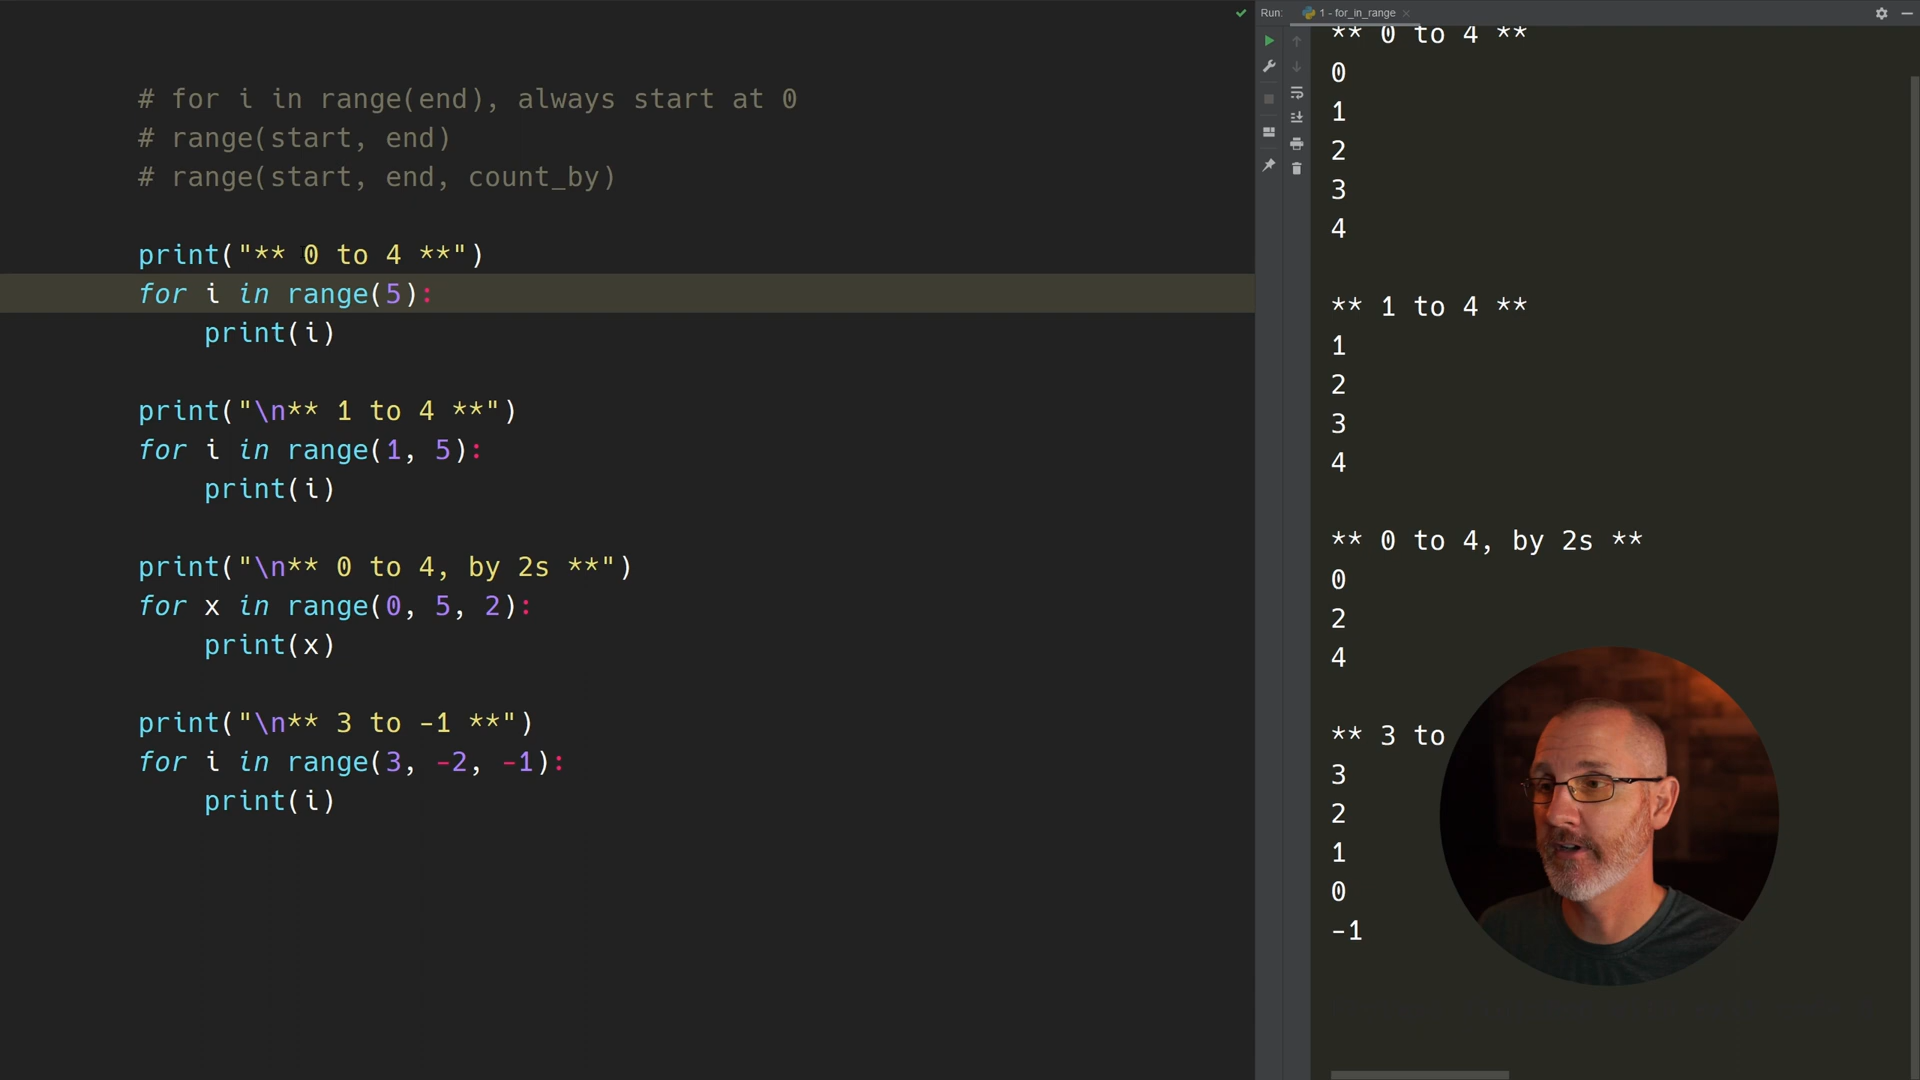 # for i in range(end), always start at 0
# range(start, end)
# range(start, end, count_by)
print("** 0 to 4 **")
for i in range(5):
    print(i)
print("\n** 1 to 4 **")
for i in range(1, 5):
    print(i)
print("\n** 0 to 4, by 2s **")
for x in range(0, 5, 2):
    print(x)
print("\n** 3 to -1 **")
for i in range(3, -2, -1):
    print(i)
Run: 1 - for_in_range
** 0 to 4 **
0
1
2
3
4
** 1 to 4 **
1
2
3
4
** 0 to 4, by 2s **
0
2
4
** 3 to
3
2
1
0
-1